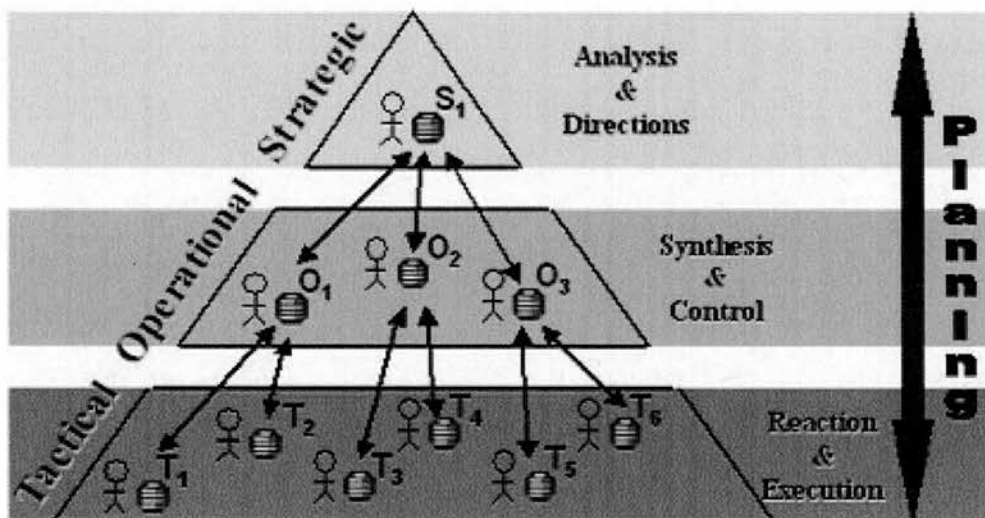 Strategic
S1
Analysis
&
Directions
Operational
O1
O2
O3
Synthesis
&
Control
Tactical
T1
T2
T3
T4
T5
T6
Reaction
&
Execution
Planning